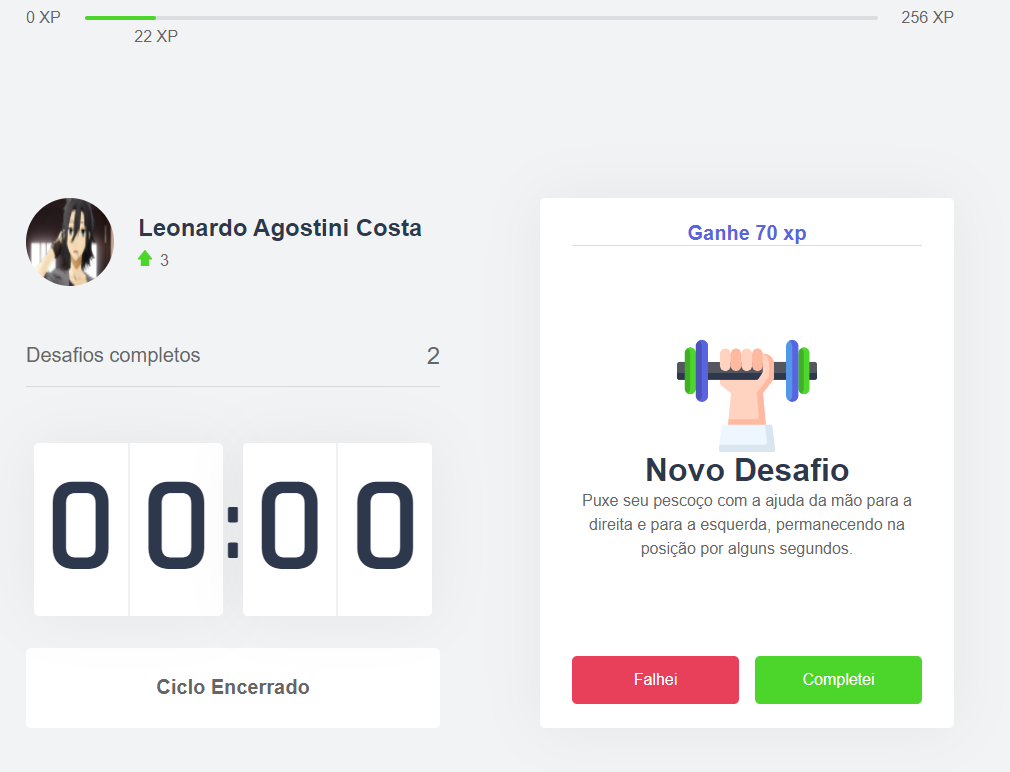 0 XP
256 XP
22 XP
Leonardo Agostini Costa
3
Desafios completos
2
00:00
Ciclo Encerrado
Ganhe 70 xp
Novo Desafio
Puxe seu pescoço com a ajuda da mão para a
direita e para a esquerda, permanecendo na
posição por alguns segundos.
Falhei
Completei